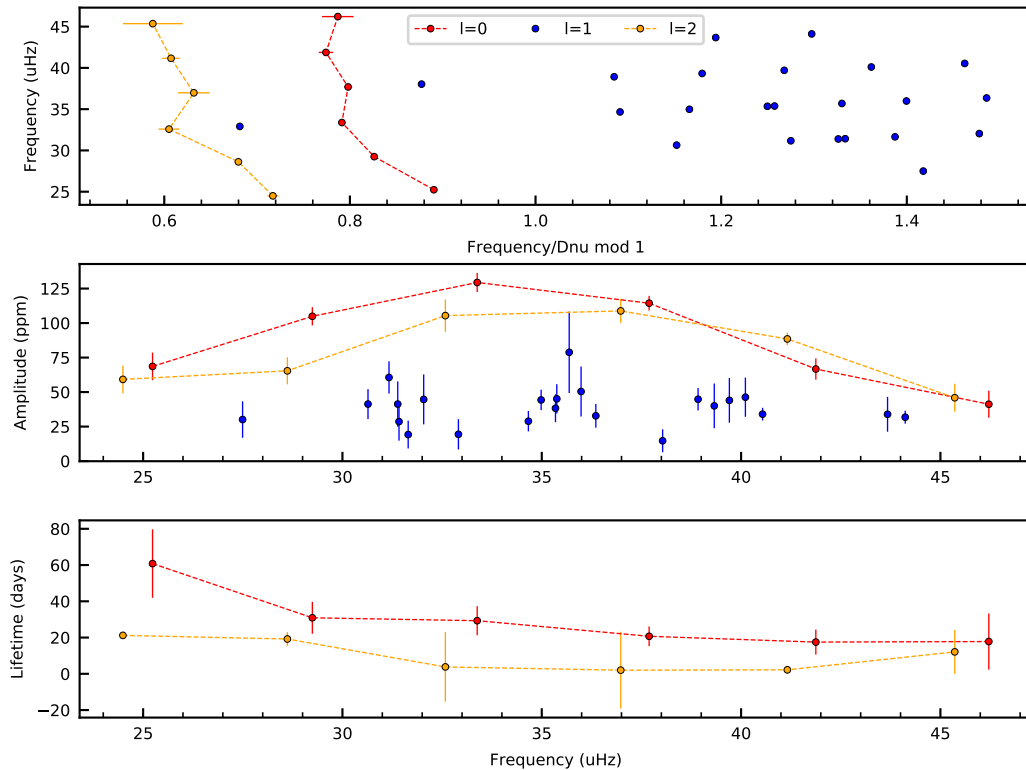 l=0 l=1 l=2
Frequency (uHz)
45
40
35
30
25
0.6 0.8 1.0 1.2 1.4
Frequency/Dnu mod 1
Amplitude (ppm)
125
100
75
50
25
0
25 30 35 40 45
Lifetime (days)
80
60
40
20
0
−20
25 30 35 40 45
Frequency (uHz)